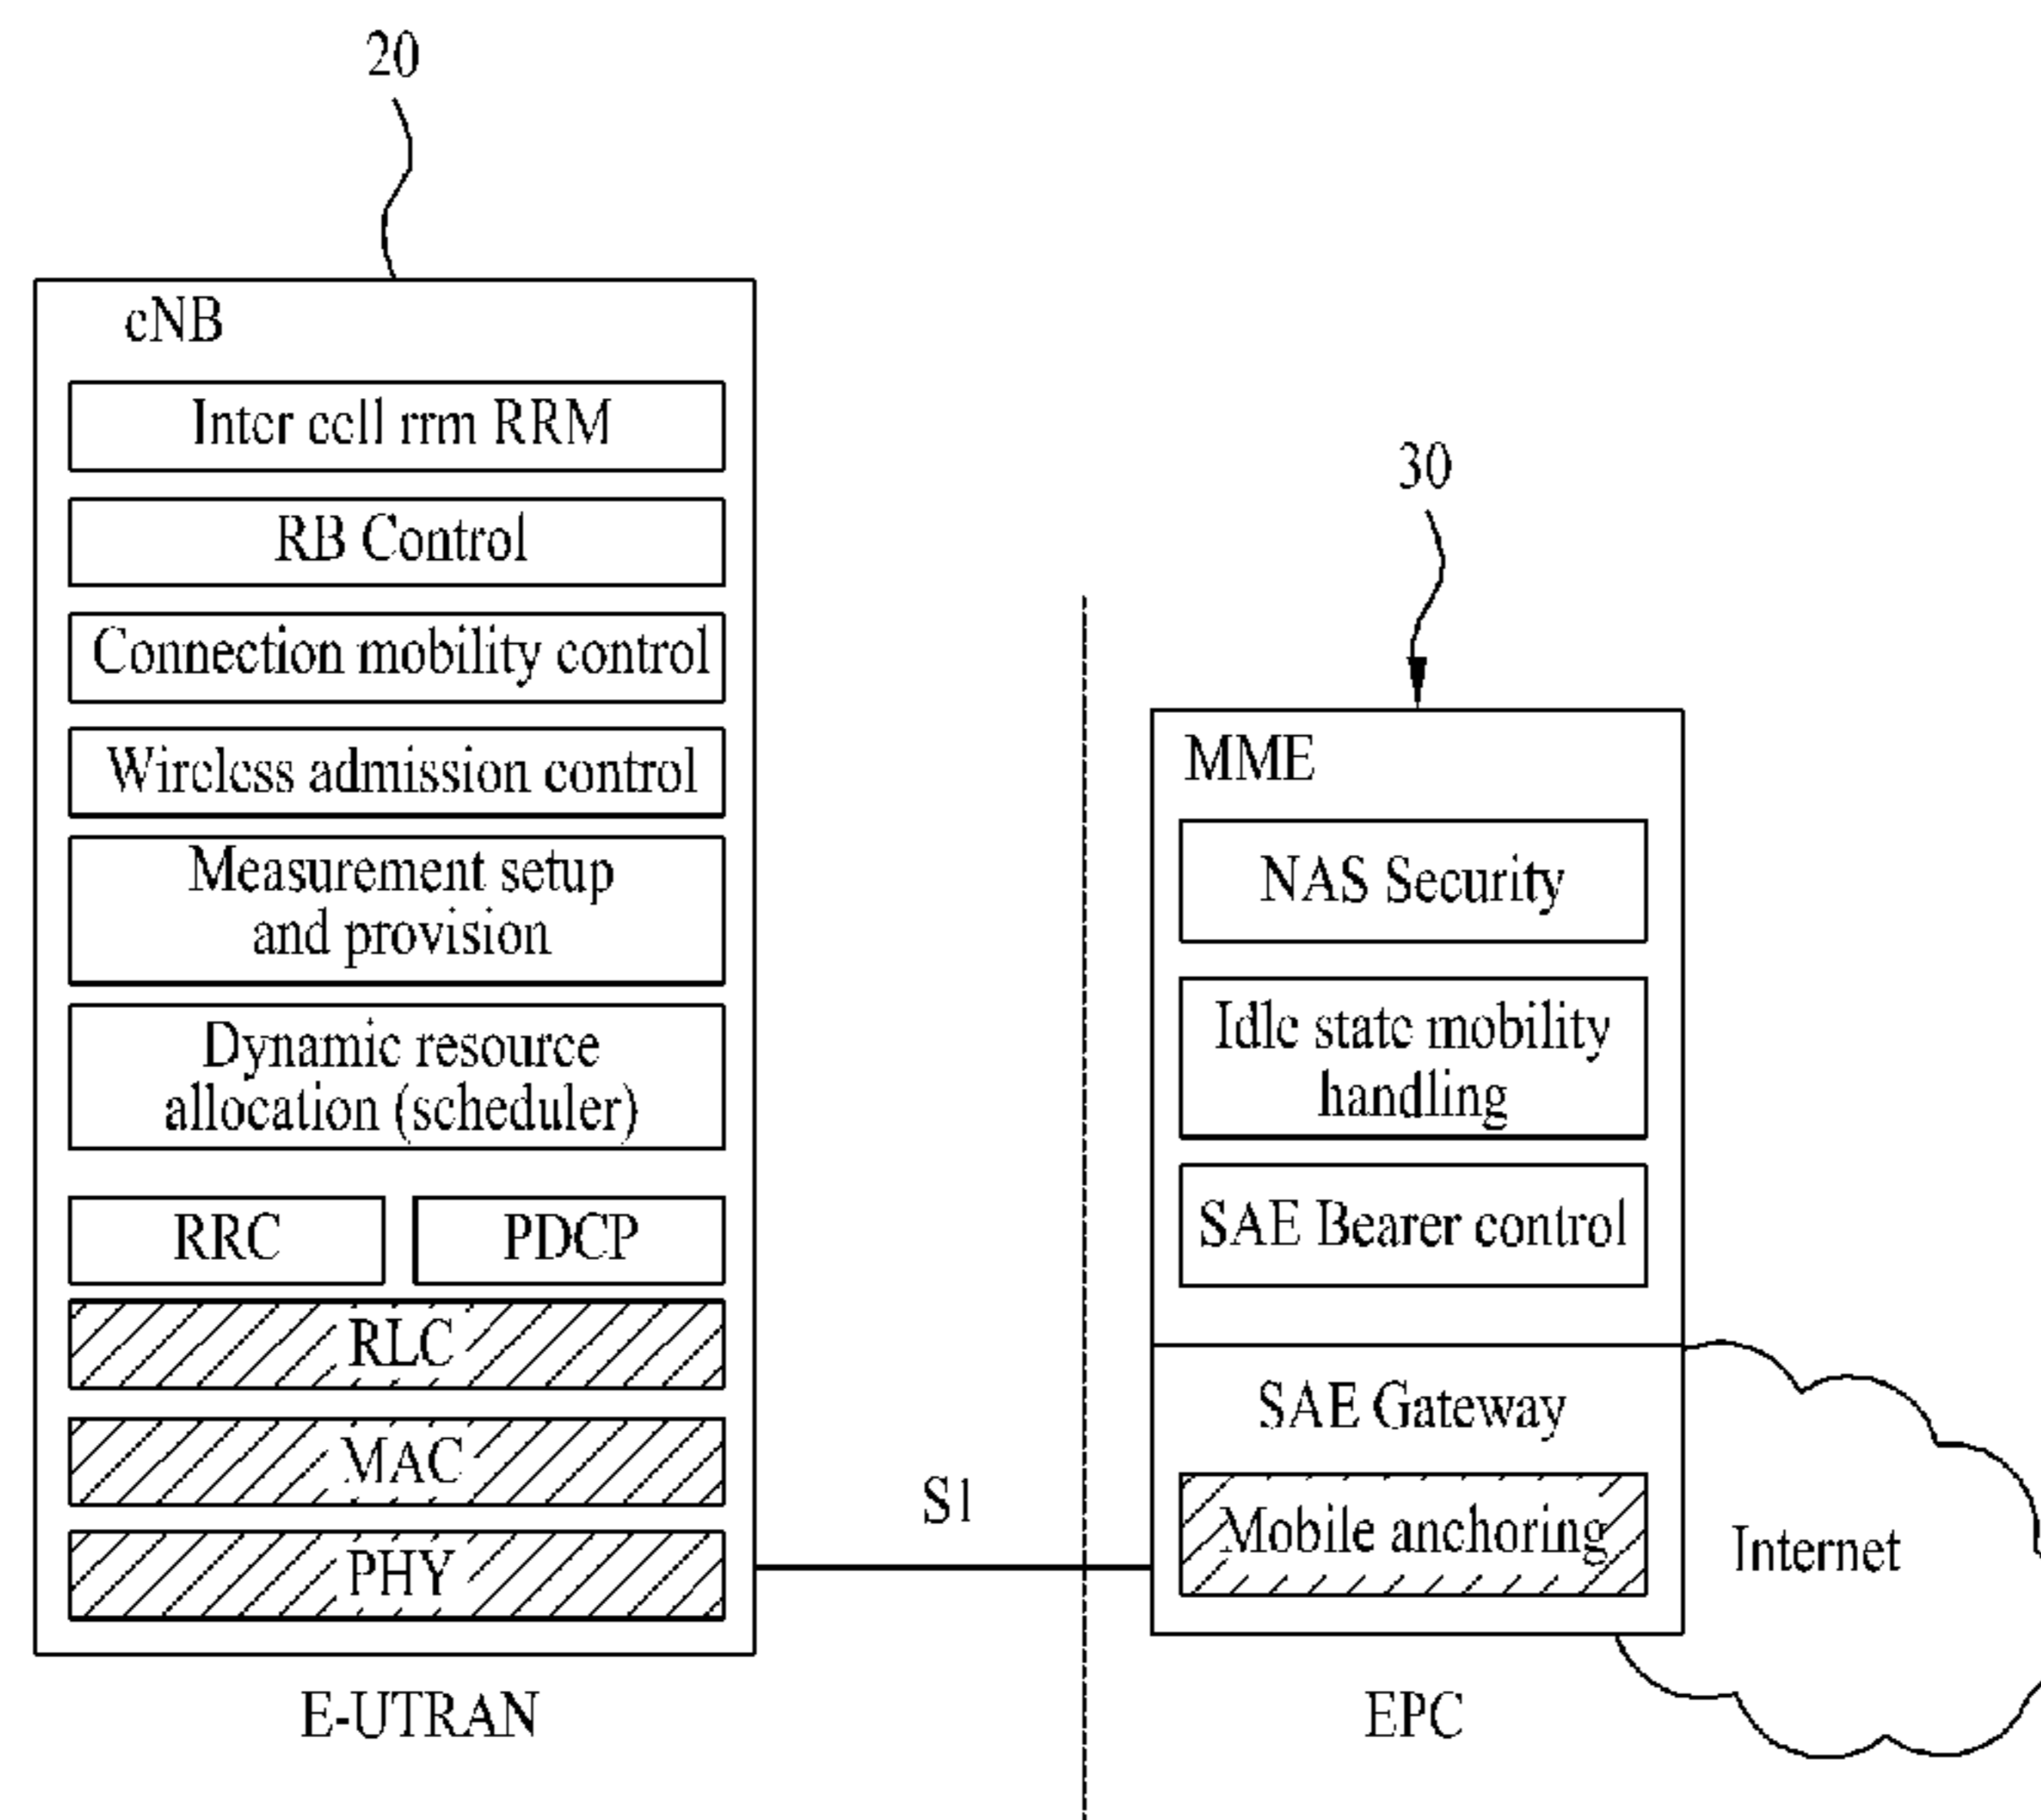 20
eNB
Inter cell rrm RRM
RB Control
Connection mobility control
Wireless admission control
Measurement setup
and provision
Dynamic resource
allocation (scheduler)
RRC
PDCP
RLC
MAC
PHY
E-UTRAN
S1
30
MME
NAS Security
Idle state mobility
handling
SAE Bearer control
SAE Gateway
Mobile anchoring
EPC
Internet